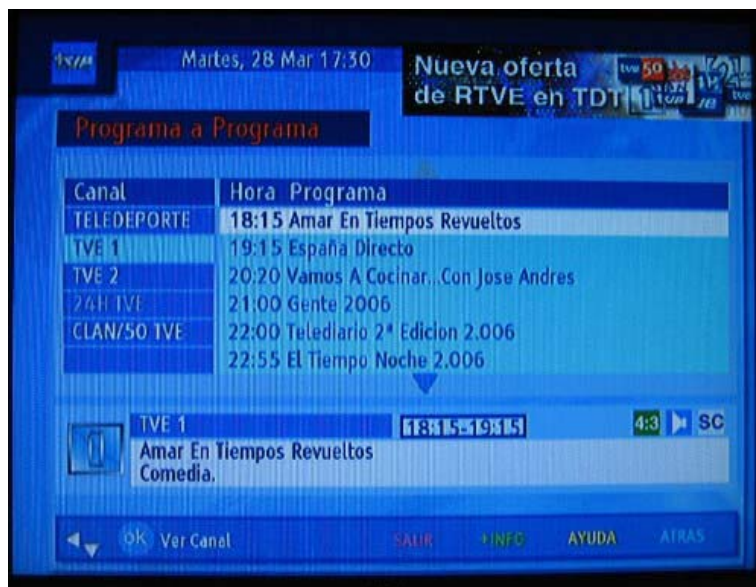 Martes, 28 Mar 17:30
Nueva oferta
de RTVE en TDT
Programa a Programa
Canal
Hora Programa
TELEDEPORTE
18:15 Amar En Tiempos Revueltos
TVE 1
19:15 España Directo
TVE 2
20:20 Vamos A Cocinar...Con Jose Andres
24H TVE
21:00 Gente 2006
CLAN/50 TVE
22:00 Telediario 2ª Edicion 2.006
22:55 El Tiempo Noche 2.006
TVE 1
18:15-19:15
4:3
SC
Amar En Tiempos Revueltos
Comedia.
OK Ver Canal
SALIR
+INFO
AYUDA
ATRAS